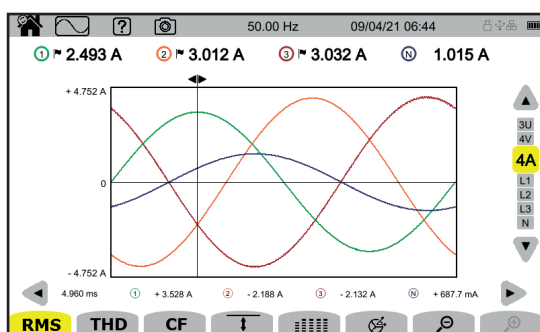 ? 50.00 Hz 09/04/21 06:44
1 2.493 A 2 3.012 A 3 3.032 A N 1.015 A
+ 4.752 A
0
- 4.752 A
3U
4V
4A
L1
L2
L3
N
4.960 ms 1 + 3.528 A 2 - 2.188 A 3 - 2.132 A N + 687.7 mA
RMS THD CF